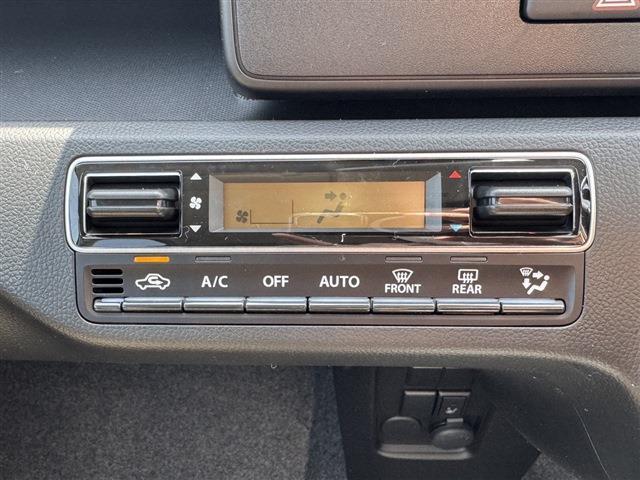 A/C OFF AUTO FRONT REAR